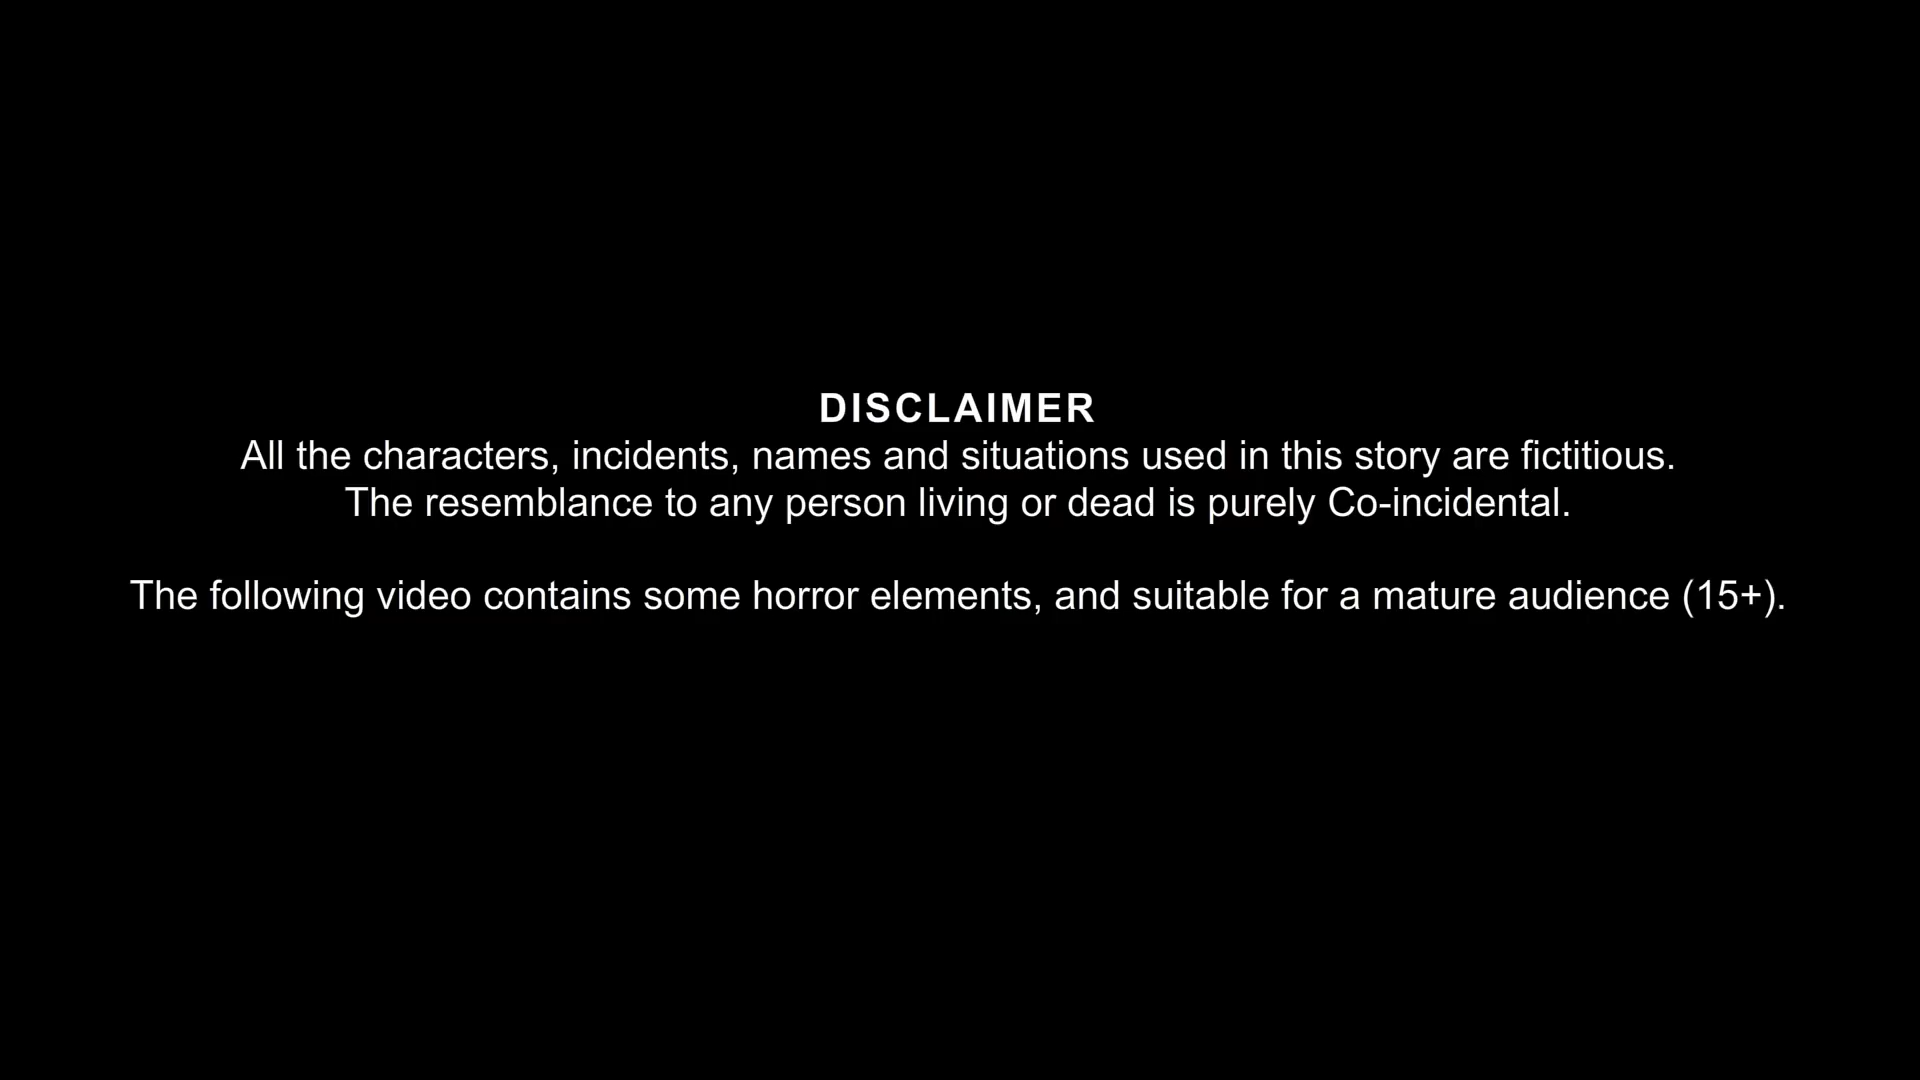 DISCLAIMER
All the characters, incidents, names and situations used in this story are fictitious.
The resemblance to any person living or dead is purely Co-incidental.
The following video contains some horror elements, and suitable for a mature audience (15+).